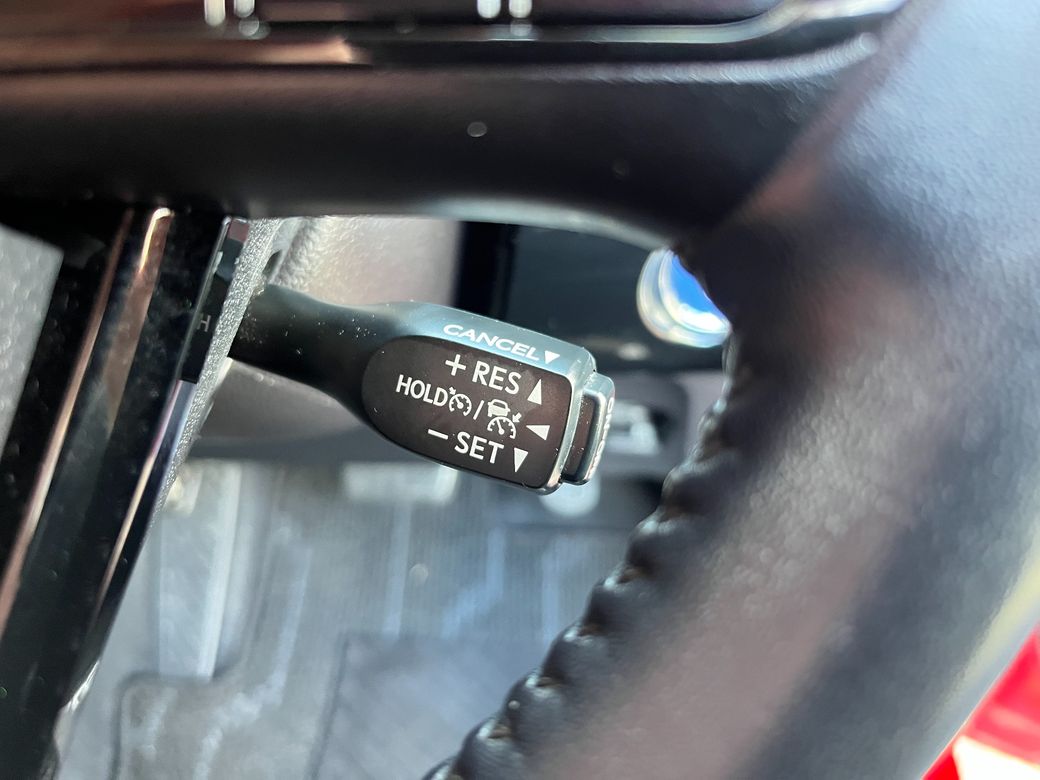 CANCEL▼
+ RES ▲
HOLD / ◀
− SET ▼
H